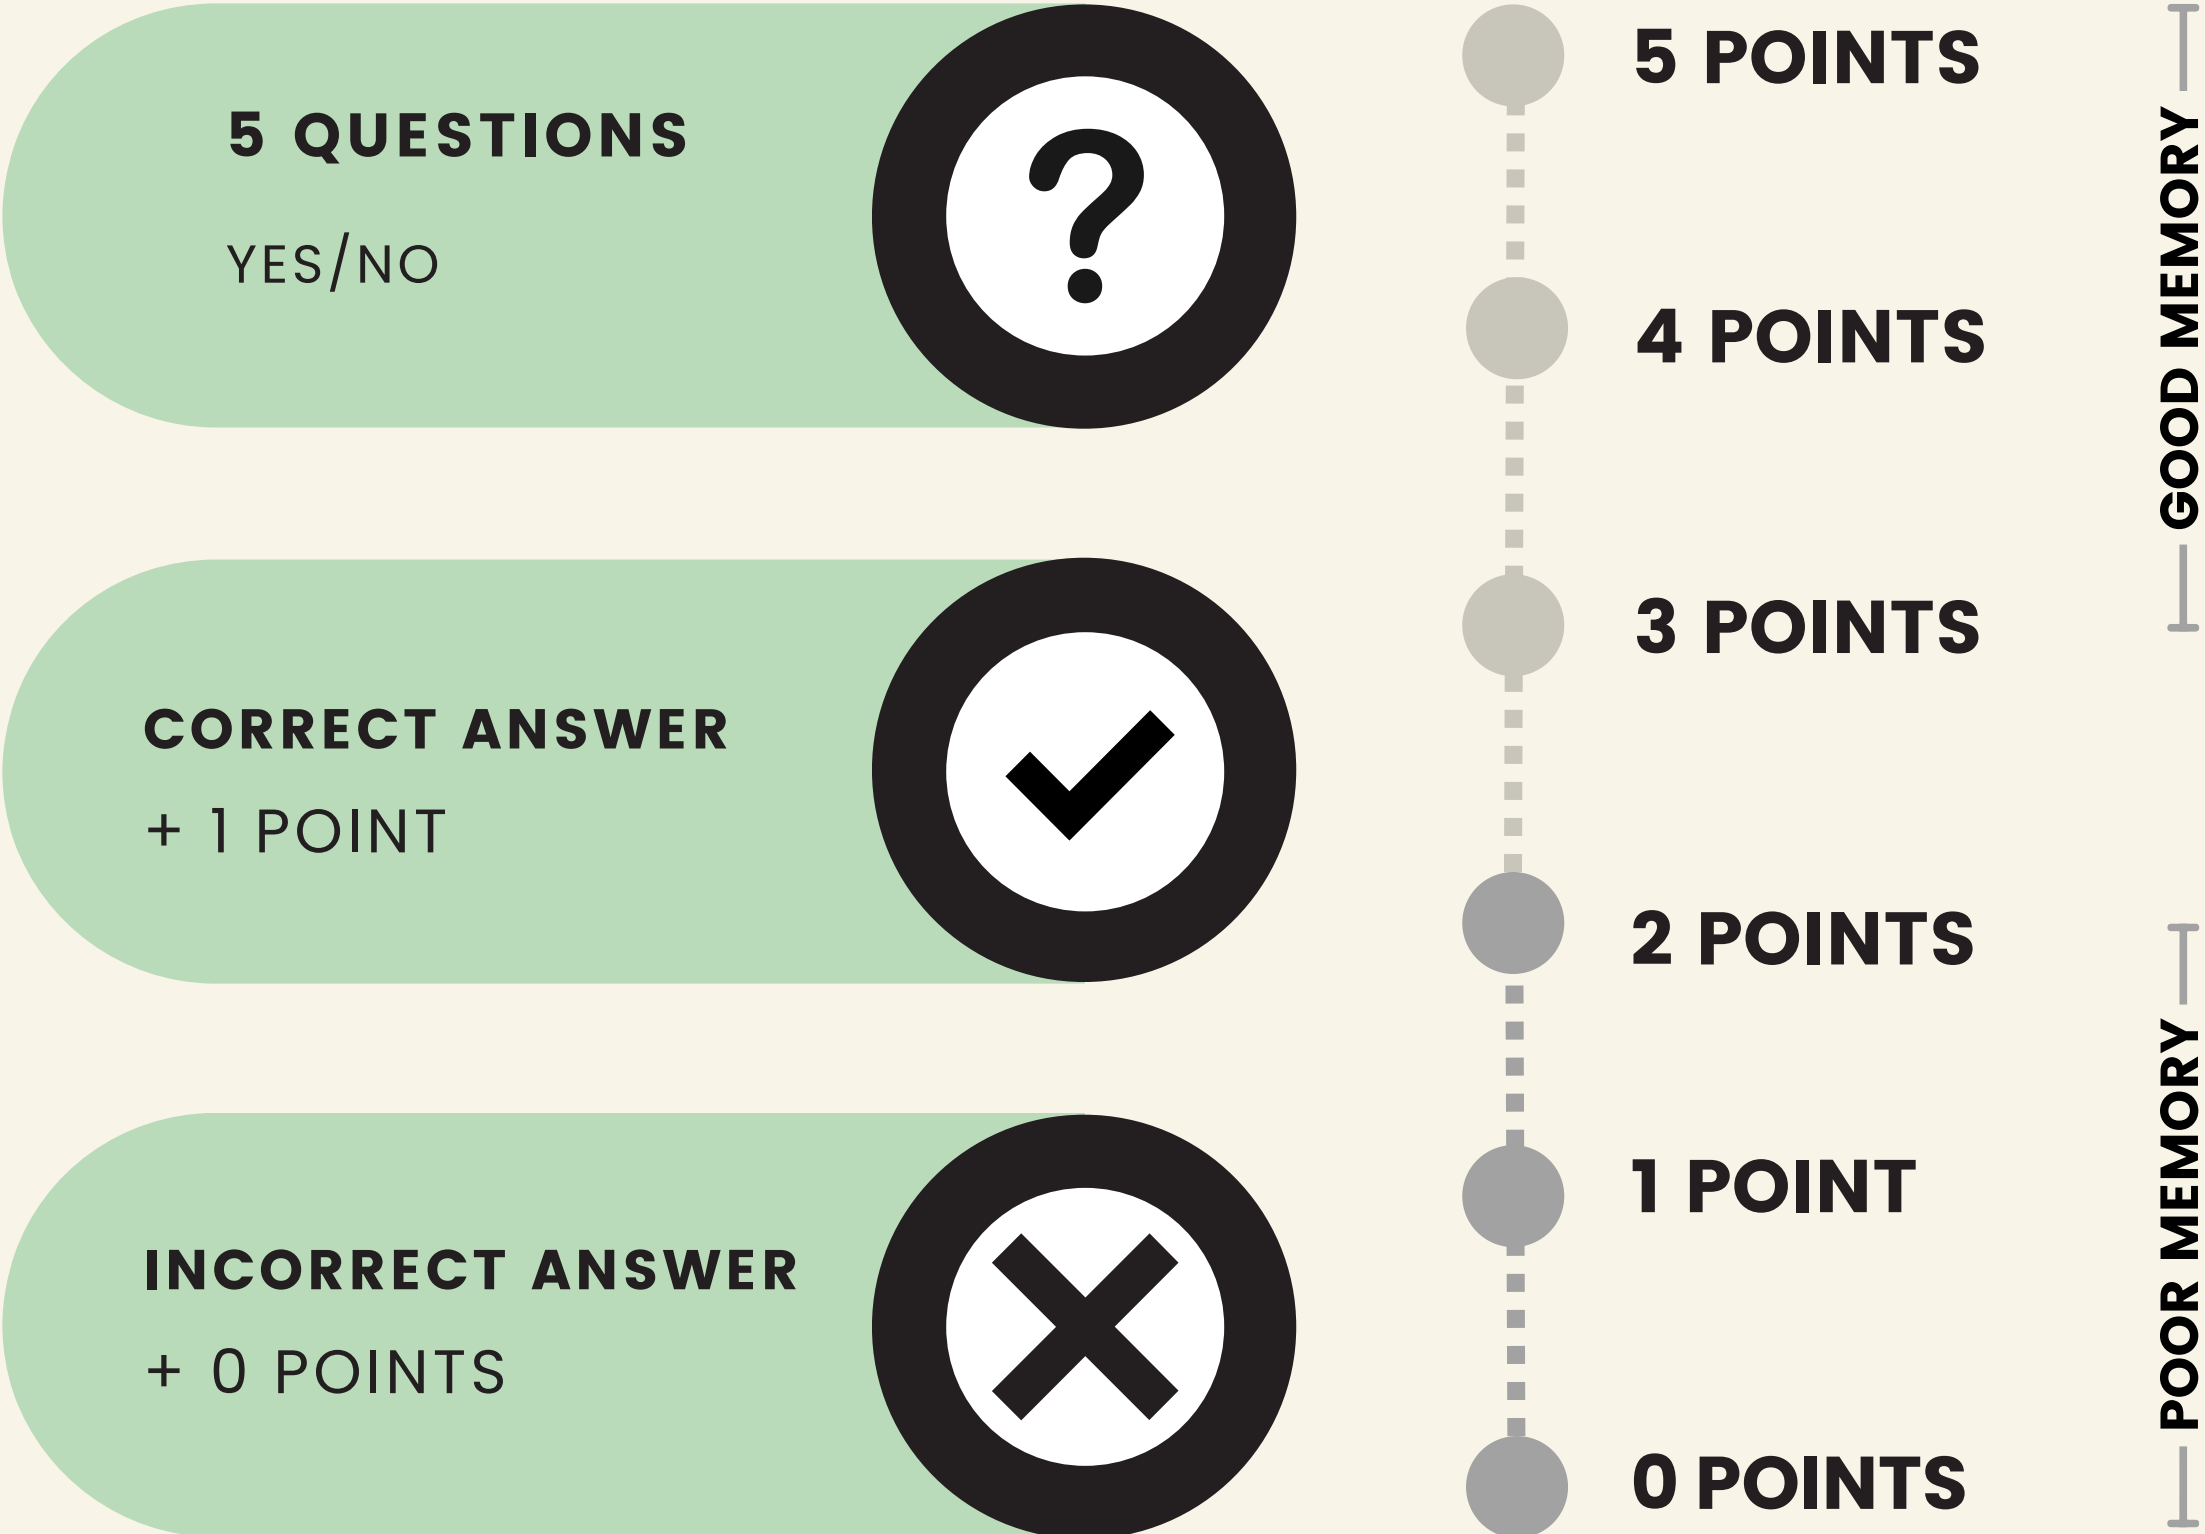 5 QUESTIONS
YES/NO
CORRECT ANSWER
+ 1 POINT
INCORRECT ANSWER
+ 0 POINTS
5 POINTS
4 POINTS
3 POINTS
2 POINTS
1 POINT
0 POINTS
GOOD MEMORY
POOR MEMORY